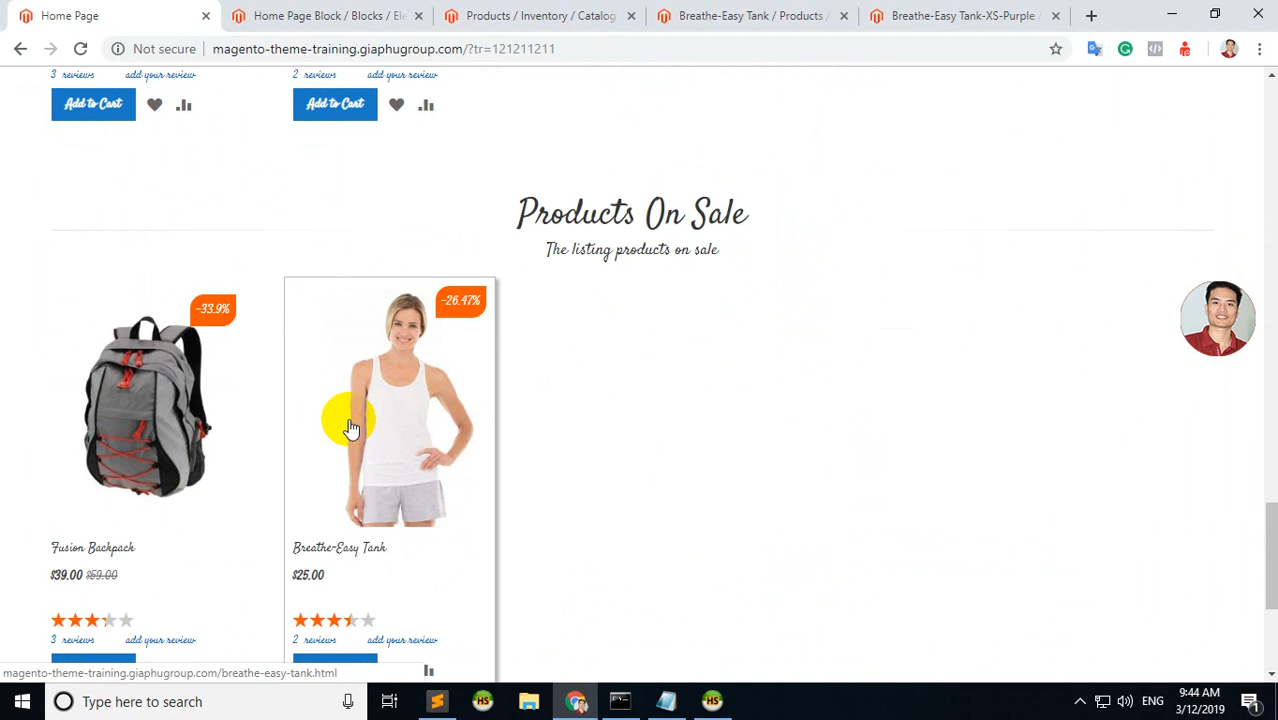 Home Page
Home Page Block / Blocks / Ele
Products / Inventory / Catalog
Breathe-Easy Tank / Products /
Breathe-Easy Tank-XS-Purple /
Not secure
magento-theme-training.giaphugroup.com/?tr=121211211
3 reviews add your review
2 reviews add your review
Add to Cart
Add to Cart
Products On Sale
The listing products on sale
-33.9%
-26.47%
Fusion Backpack
Breathe-Easy Tank
$39.00 $59.00
$25.00
3 reviews add your review
2 reviews add your review
magento-theme-training.giaphugroup.com/breathe-easy-tank.html
Type here to search
HS
HS
ENG
9:44 AM
3/12/2019
1